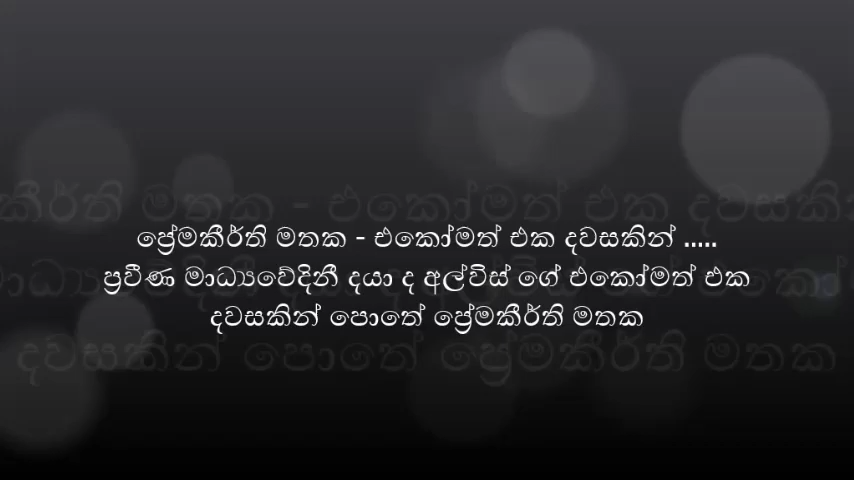 ප්‍රේමකීර්ති මතක - එකෝමත් එක දවසකින් .....
ප්‍රවීණ මාධ්‍යවේදිනී දයා ද අල්විස් ගේ එකෝමත් එක
දවසකින් පොතේ ප්‍රේමකීර්ති මතක